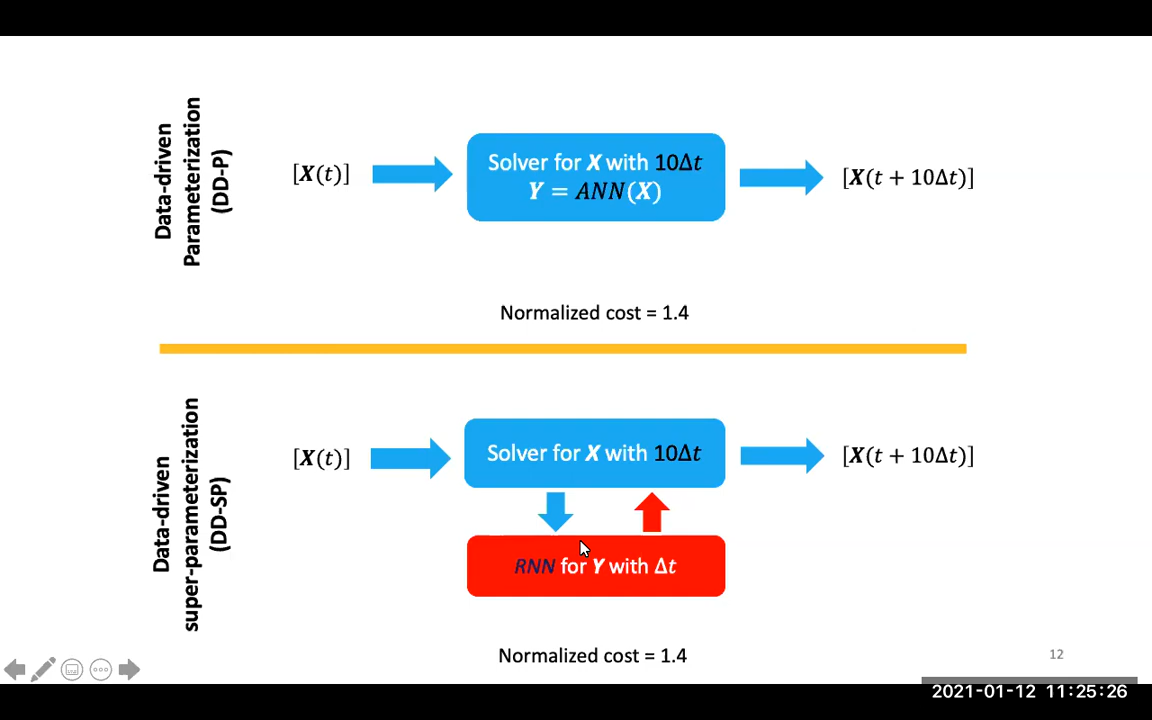 Data-driven
Parameterization
(DD-P)
[X(t)]
Solver for X with 10Δt
Y = ANN(X)
[X(t + 10Δt)]
Normalized cost = 1.4
Data-driven
super-parameterization
(DD-SP)
[X(t)]
Solver for X with 10Δt
[X(t + 10Δt)]
RNN for Y with Δt
Normalized cost = 1.4
12
2021-01-12 11:25:26